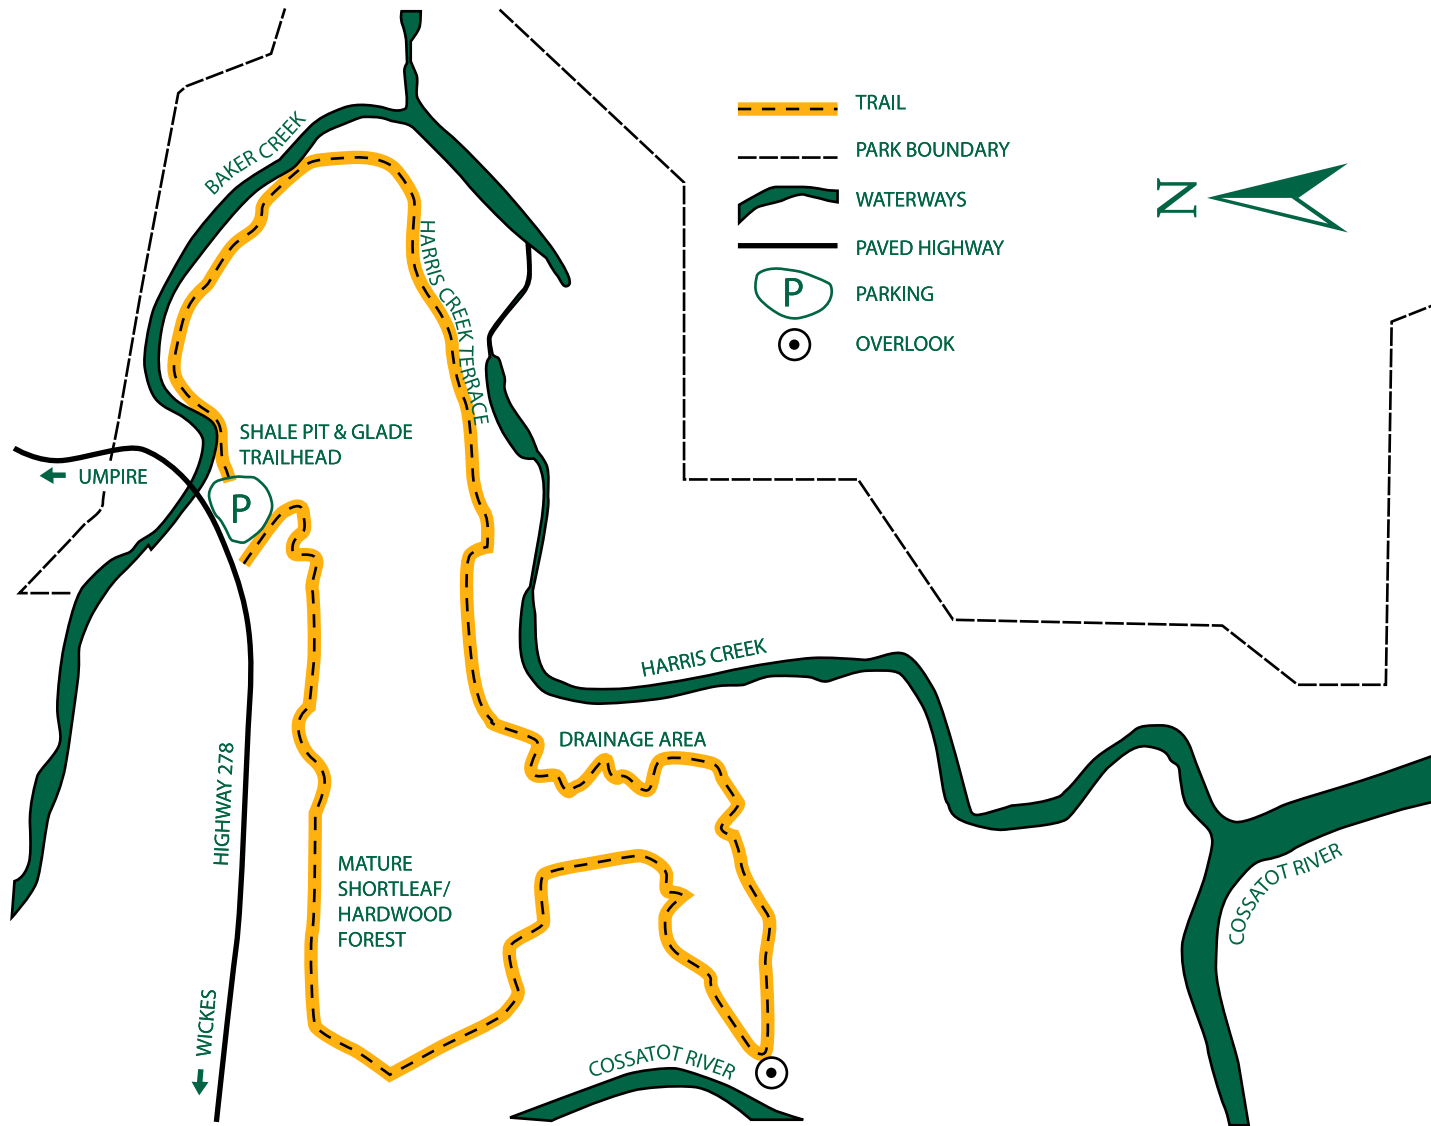 TRAIL
PARK BOUNDARY
WATERWAYS
PAVED HIGHWAY
P
PARKING
OVERLOOK
N
BAKER CREEK
HARRIS CREEK TERRACE
SHALE PIT & GLADE
TRAILHEAD
UMPIRE
P
HARRIS CREEK
DRAINAGE AREA
HIGHWAY 278
MATURE
SHORTLEAF/
HARDWOOD
FOREST
COSSATOT RIVER
WICKES
COSSATOT RIVER